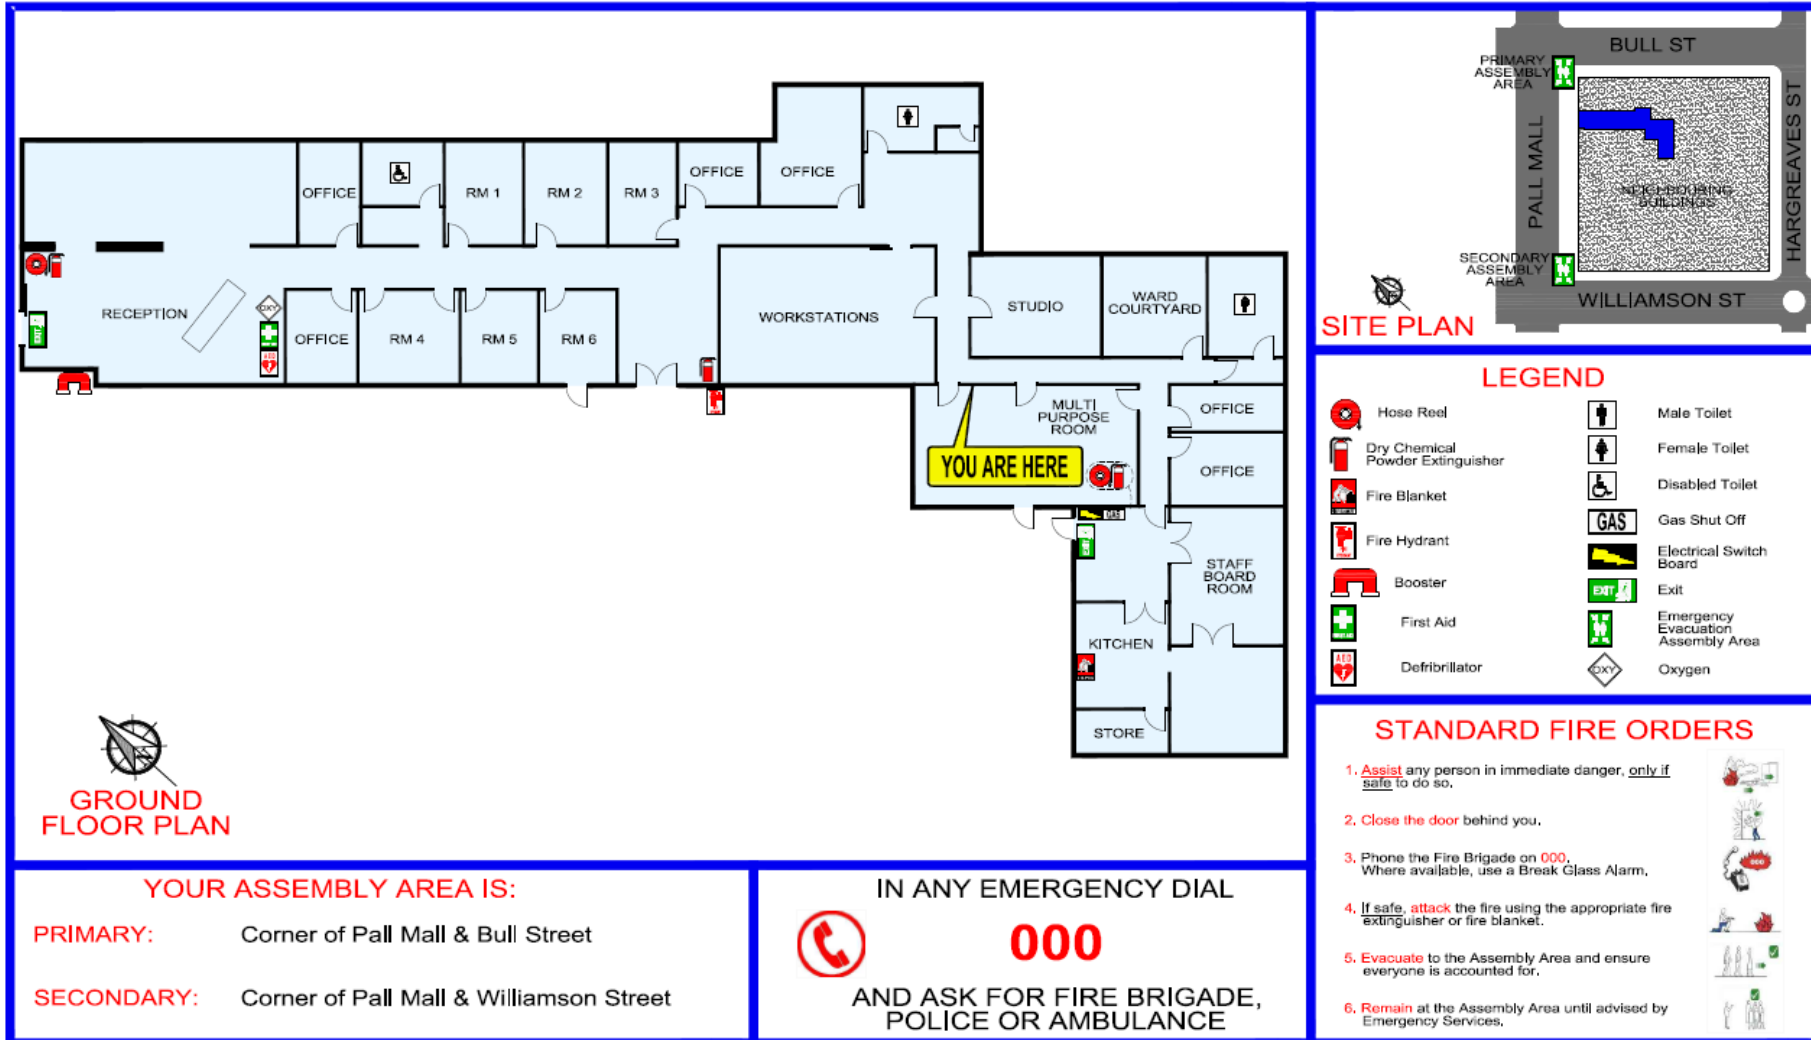 OFFICE
RM 1
RM 2
RM 3
OFFICE
OFFICE
RECEPTION
OXY
EXIT
AED
OFFICE
RM 4
RM 5
RM 6
WORKSTATIONS
STUDIO
WARD
COURTYARD
MULTI
PURPOSE
ROOM
YOU ARE HERE
OFFICE
OFFICE
GAS
EXIT
STAFF
BOARD
ROOM
KITCHEN
STORE
GROUND
FLOOR PLAN
BULL ST
PRIMARY
ASSEMBLY
AREA
PALL MALL
HARGREAVES ST
NEIGHBOURING
BUILDINGS
SECONDARY
ASSEMBLY
AREA
WILLIAMSON ST
SITE PLAN
LEGEND
Hose Reel
Dry Chemical
Powder Extinguisher
Fire Blanket
Fire Hydrant
Booster
First Aid
AED
Defribrillator
Male Toilet
Female Toilet
Disabled Toilet
GAS
Gas Shut Off
Electrical Switch
Board
EXIT
Exit
Emergency
Evacuation
Assembly Area
OXY
Oxygen
YOUR ASSEMBLY AREA IS:
PRIMARY: Corner of Pall Mall & Bull Street
SECONDARY: Corner of Pall Mall & Williamson Street
IN ANY EMERGENCY DIAL
000
AND ASK FOR FIRE BRIGADE,
POLICE OR AMBULANCE
STANDARD FIRE ORDERS
1. Assist any person in immediate danger, only if
safe to do so.
2. Close the door behind you.
3. Phone the Fire Brigade on 000.
Where available, use a Break Glass Alarm.
000
4. If safe, attack the fire using the appropriate fire
extinguisher or fire blanket.
5. Evacuate to the Assembly Area and ensure
everyone is accounted for.
6. Remain at the Assembly Area until advised by
Emergency Services.